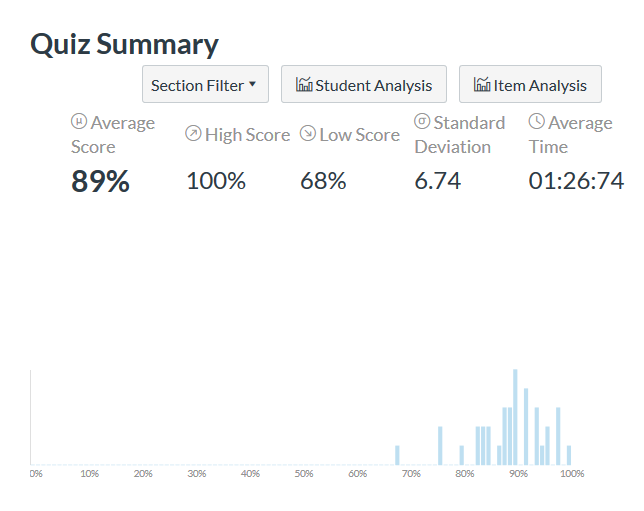 Quiz Summary
Section Filter Student Analysis Item Analysis
μ Average Score High Score Low Score σ Standard Deviation Average Time
89% 100% 68% 6.74 01:26:74
0% 10% 20% 30% 40% 50% 60% 70% 80% 90% 100%